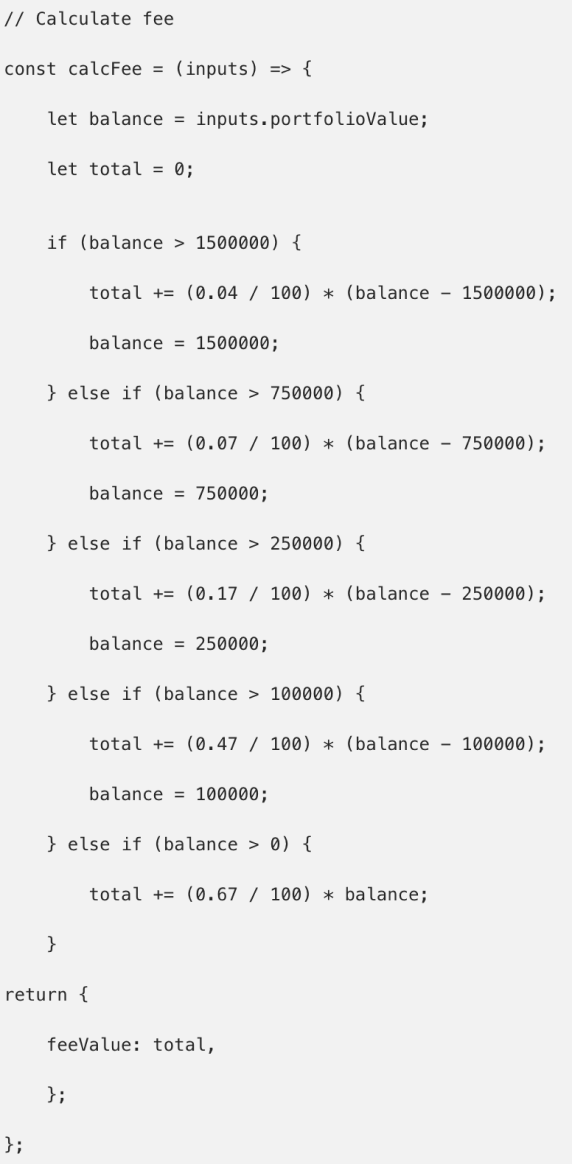 // Calculate fee
const calcFee = (inputs) => {
    let balance = inputs.portfolioValue;
    let total = 0;
    if (balance > 1500000) {
        total += (0.04 / 100) * (balance – 1500000);
        balance = 1500000;
    } else if (balance > 750000) {
        total += (0.07 / 100) * (balance – 750000);
        balance = 750000;
    } else if (balance > 250000) {
        total += (0.17 / 100) * (balance – 250000);
        balance = 250000;
    } else if (balance > 100000) {
        total += (0.47 / 100) * (balance – 100000);
        balance = 100000;
    } else if (balance > 0) {
        total += (0.67 / 100) * balance;
    }
return {
    feeValue: total,
    };
};